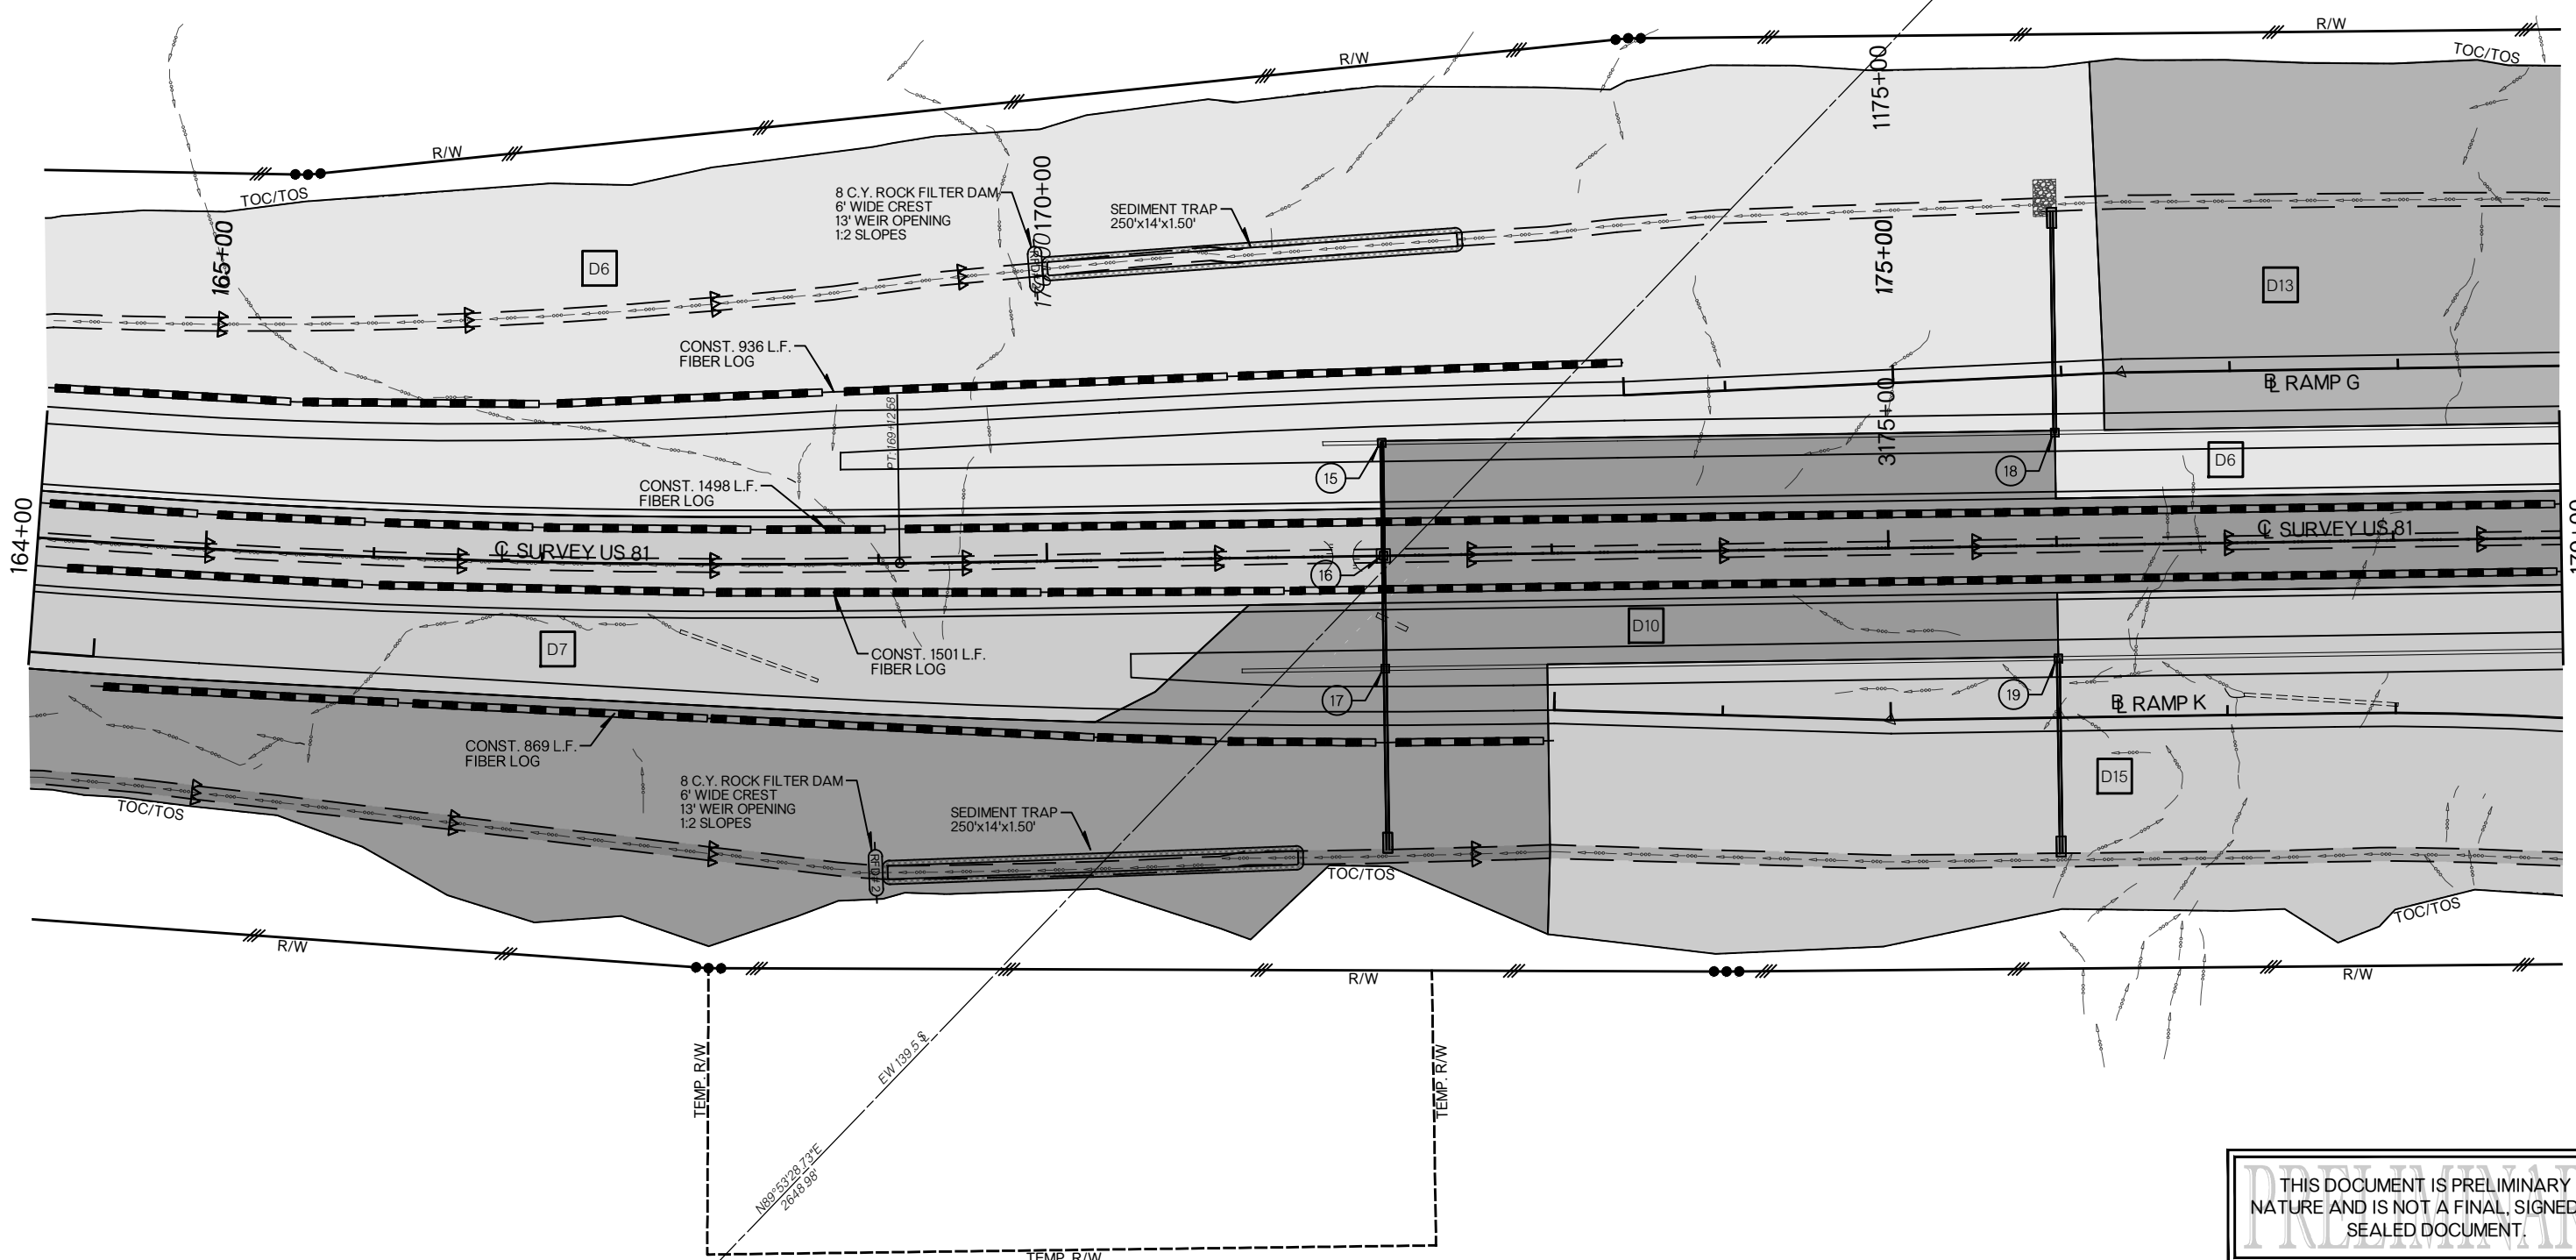 R/W
TOC/TOS
R/W
1175+00
R/W
R/W
TOC/TOS
8 C.Y. ROCK FILTER DAM
6' WIDE CREST
13' WEIR OPENING
1:2 SLOPES
1170+00
SEDIMENT TRAP
250'x14'x1.50'
165+00
D6
175+00
D13
CONST. 936 L.F.
FIBER LOG
℄ RAMP G
PT: 169+12.58
3175+00
15
18
D6
CONST. 1498 L.F.
FIBER LOG
164+00
℄ SURVEY US 81
℄ SURVEY US 81
16
D7
D10
CONST. 1501 L.F.
FIBER LOG
17
19
℄ RAMP K
CONST. 869 L.F.
FIBER LOG
D15
8 C.Y. ROCK FILTER DAM
6' WIDE CREST
13' WEIR OPENING
1:2 SLOPES
SEDIMENT TRAP
250'x14'x1.50'
TOC/TOS
RFD # 2
TOC/TOS
TOC/TOS
R/W
R/W
R/W
TEMP. R/W
TEMP. R/W
EW 139.5 ℄
N89°53'28.73"E
2648.98'
TEMP. R/W
THIS DOCUMENT IS PRELIMINARY
NATURE AND IS NOT A FINAL, SIGNED
SEALED DOCUMENT.